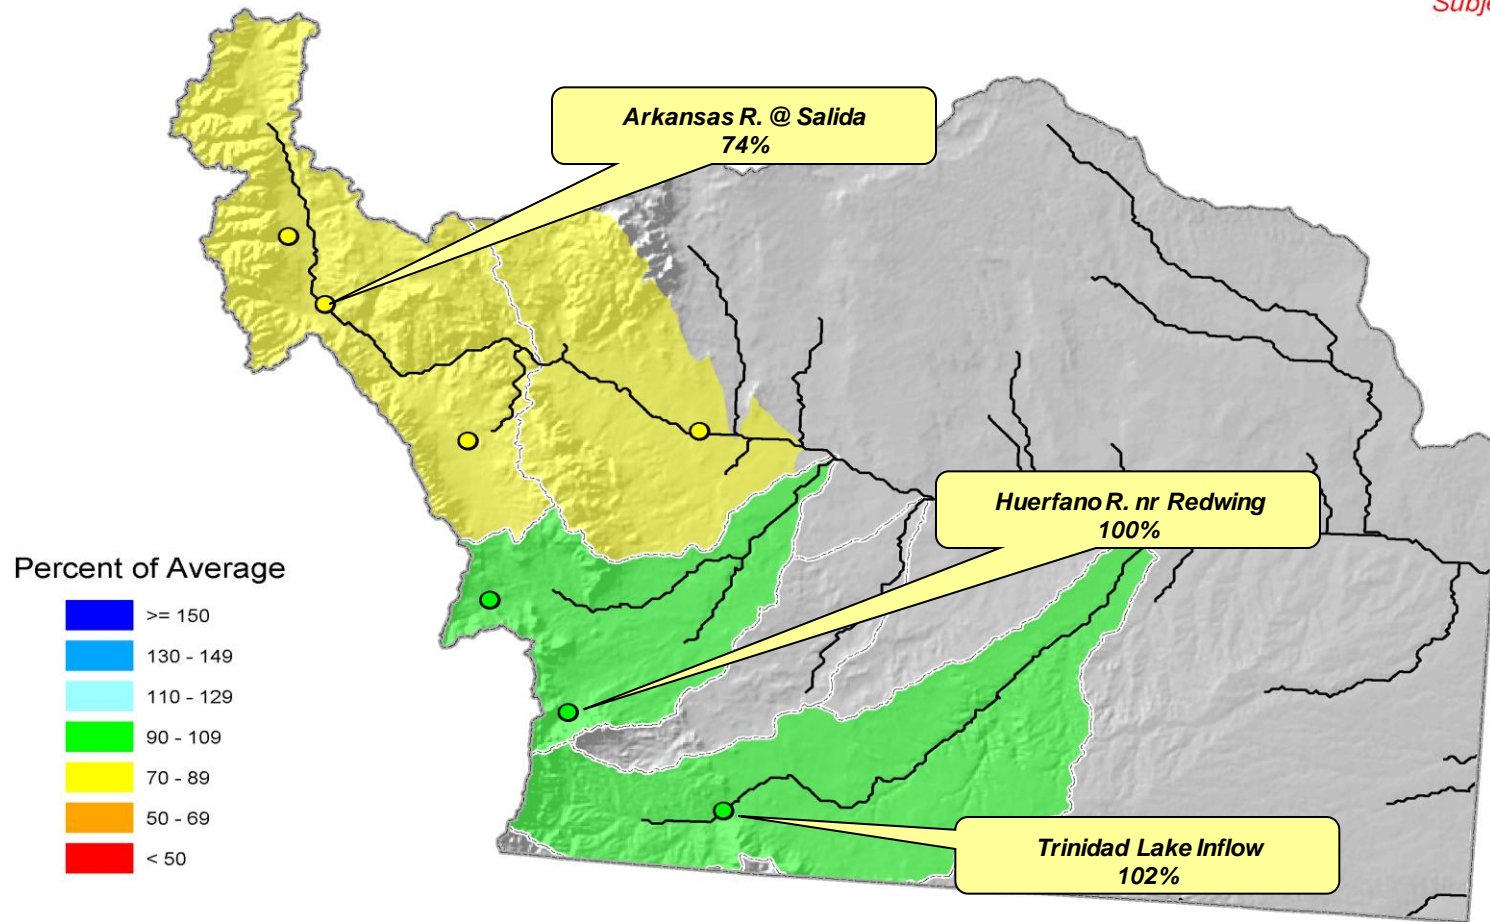 Subje
Arkansas R. @ Salida
74%
Huerfano R. nr Redwing
100%
Percent of Average
>= 150
130 - 149
110 - 129
90 - 109
70 - 89
50 - 69
< 50
Trinidad Lake Inflow
102%